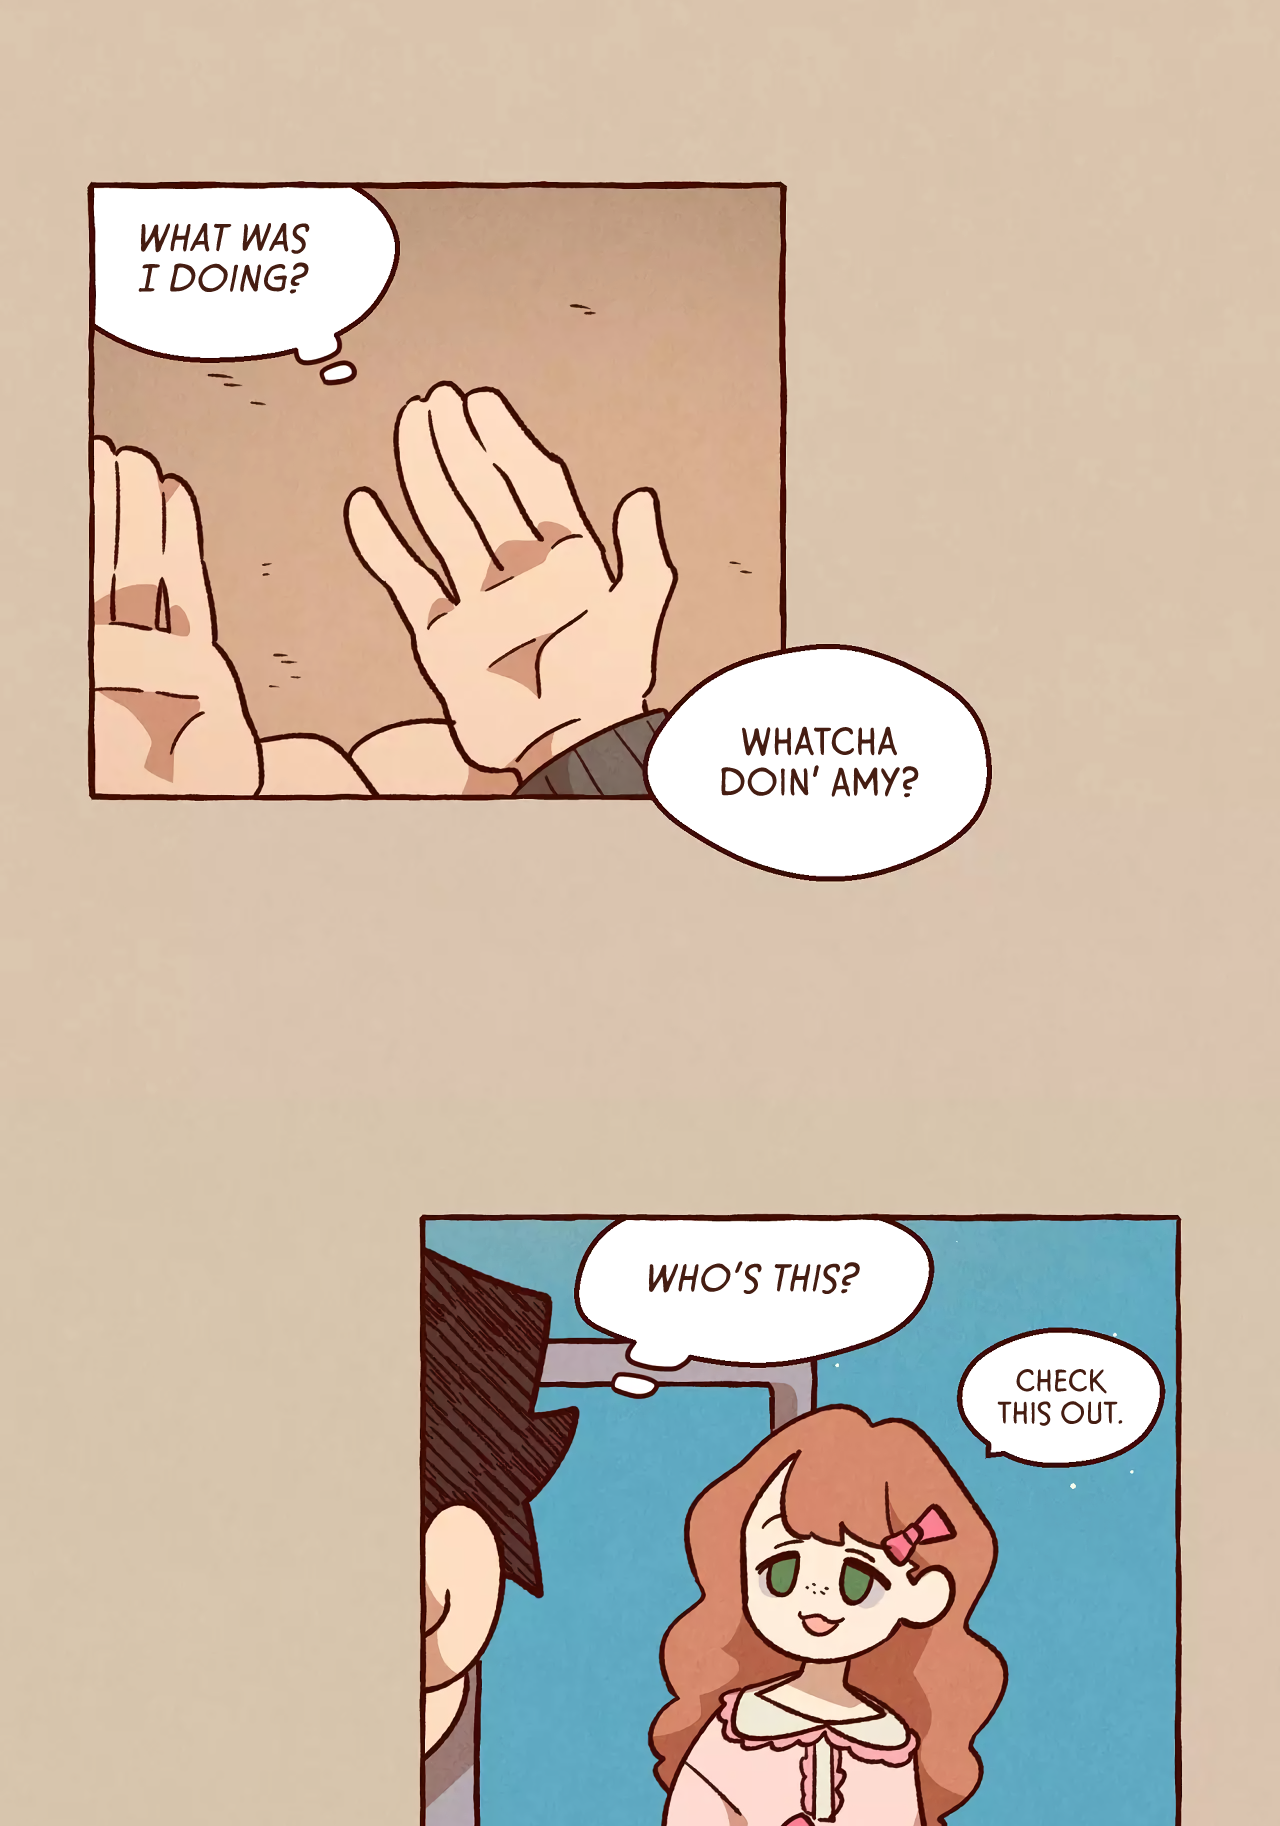 WHAT WAS
I DOING?
WHATCHA
DOIN' AMY?
WHO'S THIS?
CHECK
THIS OUT.